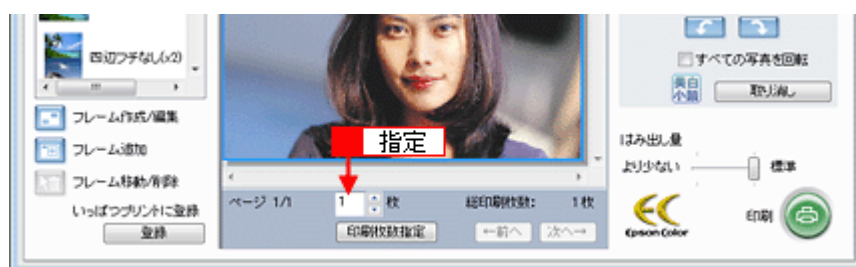 四辺フチなし(x2)
フレーム作成/編集
フレーム追加
フレーム移動/削除
いっぱつプリントに登録
登録
指定
ページ 1/1
1
枚
総印刷枚数:
1枚
印刷枚数指定
←前へ
次へ→
すべての写真を回転
美白
小顔
取り消し
はみ出し量
より少ない
標準
Epson Color
印刷